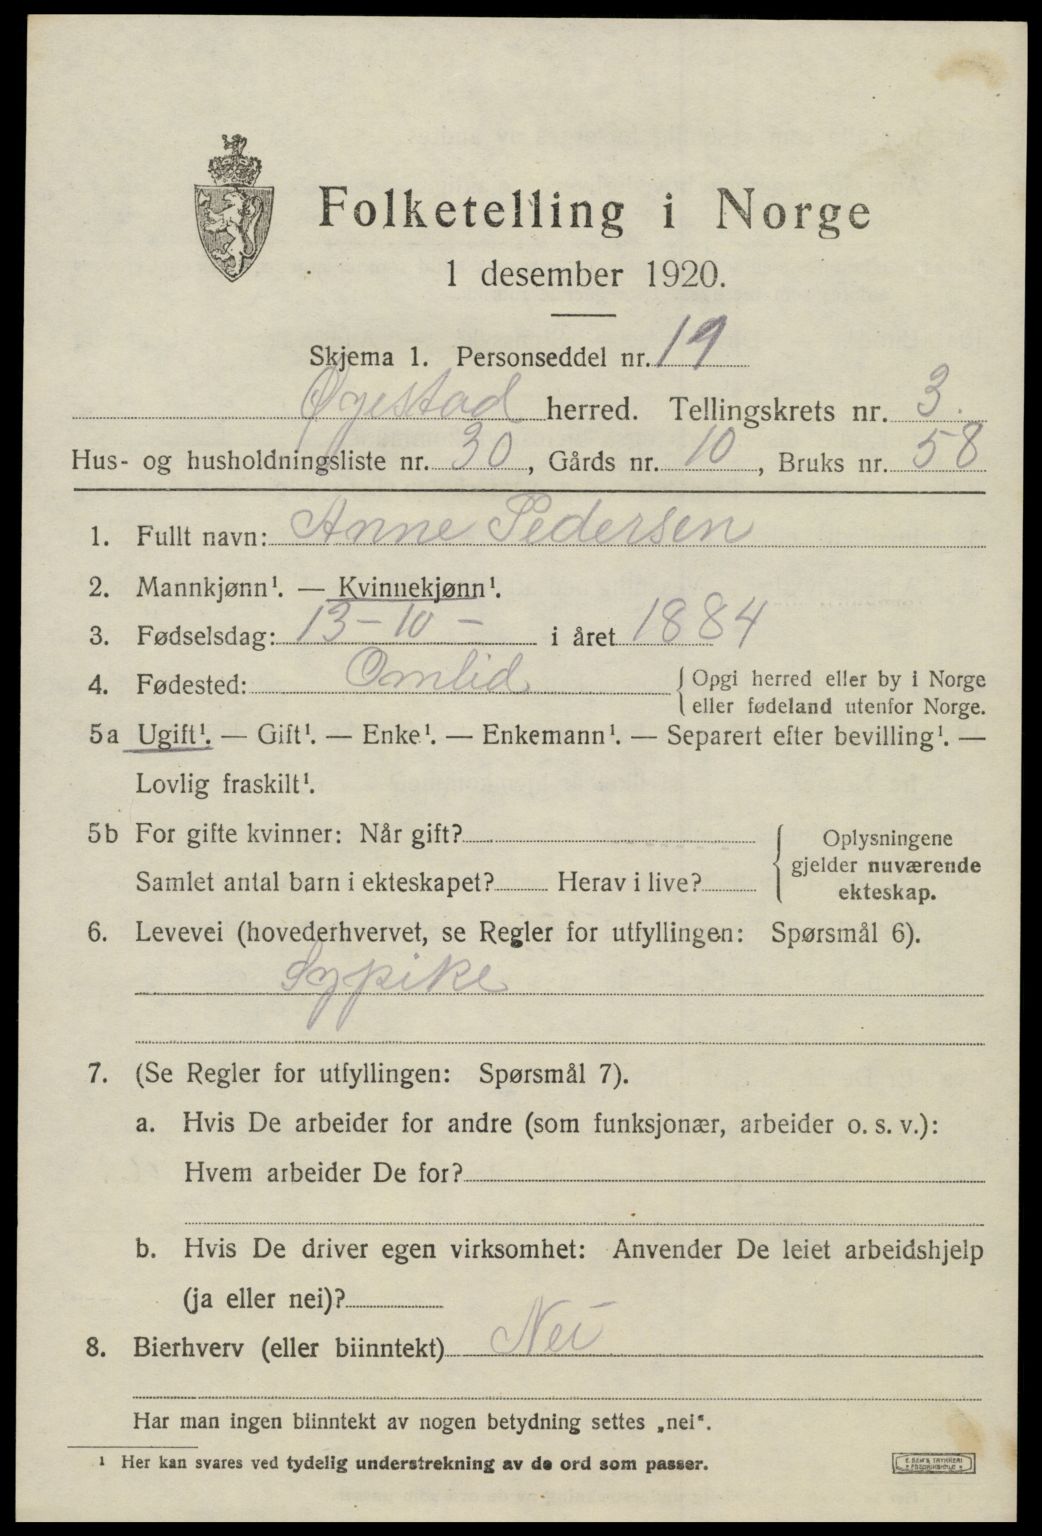 Folketelling i Norge
1 desember 1920.
Skjema 1. Personseddel nr. 19
Øyestad herred. Tellingskrets nr. 3.
Hus- og husholdningsliste nr. 30, Gårds nr. 10, Bruks nr. 58
1. Fullt navn: Anne Pedersen
2. Mannkjønn¹. — Kvinnekjønn¹.
3. Fødselsdag: 13-10- i året 1884
4. Fødested: Omlid { Opgi herred eller by i Norge
eller fødeland utenfor Norge.
5a Ugift¹. — Gift¹. — Enke¹. — Enkemann¹. — Separert efter bevilling¹. —
Lovlig fraskilt¹.
5b For gifte kvinner: Når gift?
Samlet antal barn i ekteskapet? Herav i live?
{ Oplysningene
gjelder nuværende
ekteskap.
6. Levevei (hovederhvervet, se Regler for utfyllingen: Spørsmål 6).
Sypike
7. (Se Regler for utfyllingen: Spørsmål 7).
a. Hvis De arbeider for andre (som funksjonær, arbeider o. s. v.):
Hvem arbeider De for?
b. Hvis De driver egen virksomhet: Anvender De leiet arbeidshjelp
(ja eller nei)?
8. Bierhverv (eller biinntekt) Nei
Har man ingen biinntekt av nogen betydning settes „nei“.
¹ Her kan svares ved tydelig understrekning av de ord som passer.